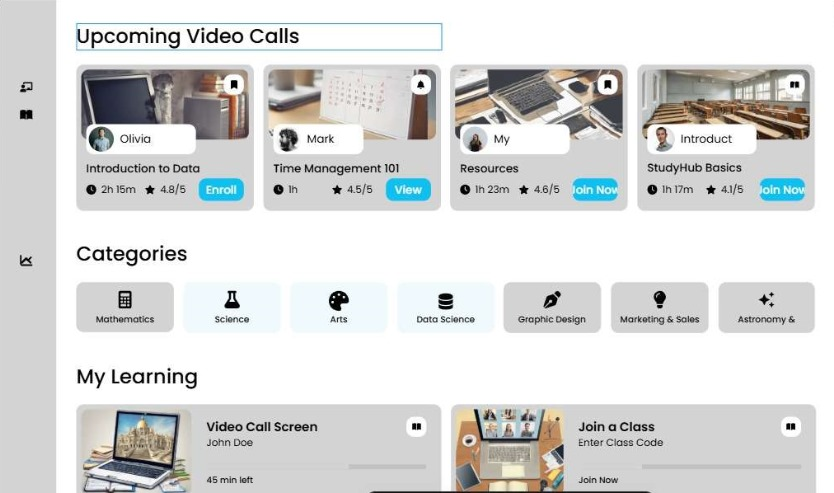 Upcoming Video Calls
Olivia
Mark
My
Introduct
Introduction to Data
Time Management 101
Resources
StudyHub Basics
2h 15m 4.8/5 Enroll
1h 4.5/5 View
1h 23m 4.6/5 Join Now
1h 17m 4.1/5 Join Now
Categories
Mathematics
Science
Arts
Data Science
Graphic Design
Marketing & Sales
Astronomy &
My Learning
Video Call Screen
John Doe
45 min left
Join a Class
Enter Class Code
Join Now